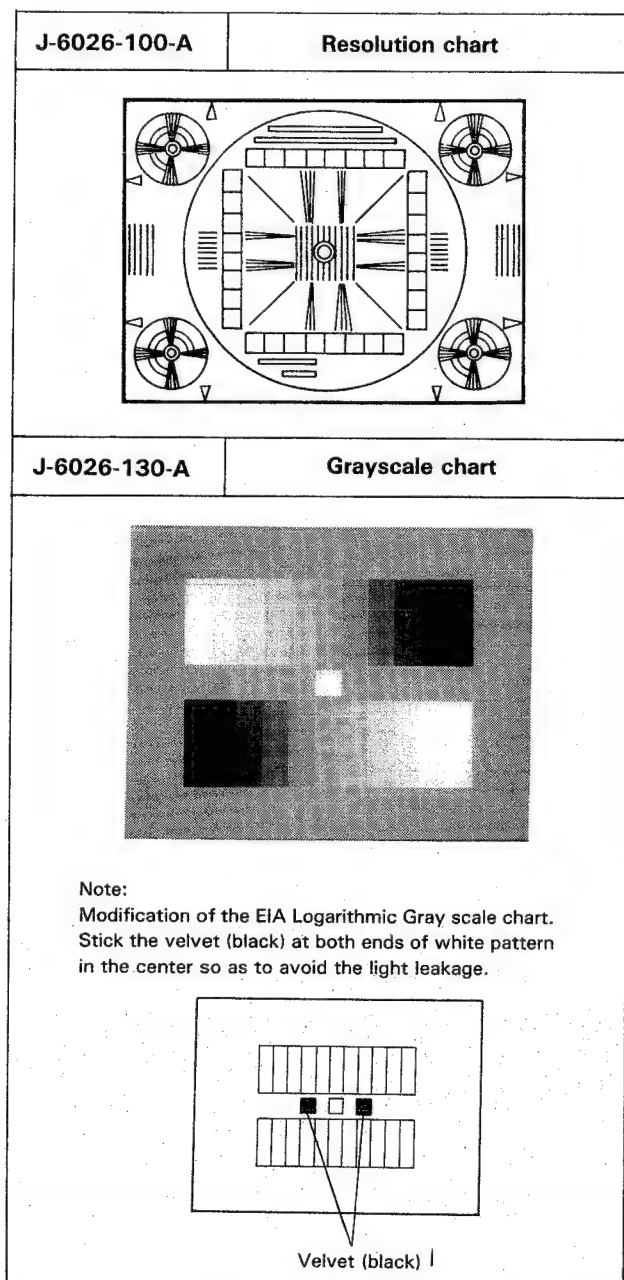 J-6026-100-A
Resolution chart
J-6026-130-A
Grayscale chart
Note:
Modification of the EIA Logarithmic Gray scale chart.
Stick the velvet (black) at both ends of white pattern
in the center so as to avoid the light leakage.
Velvet (black)